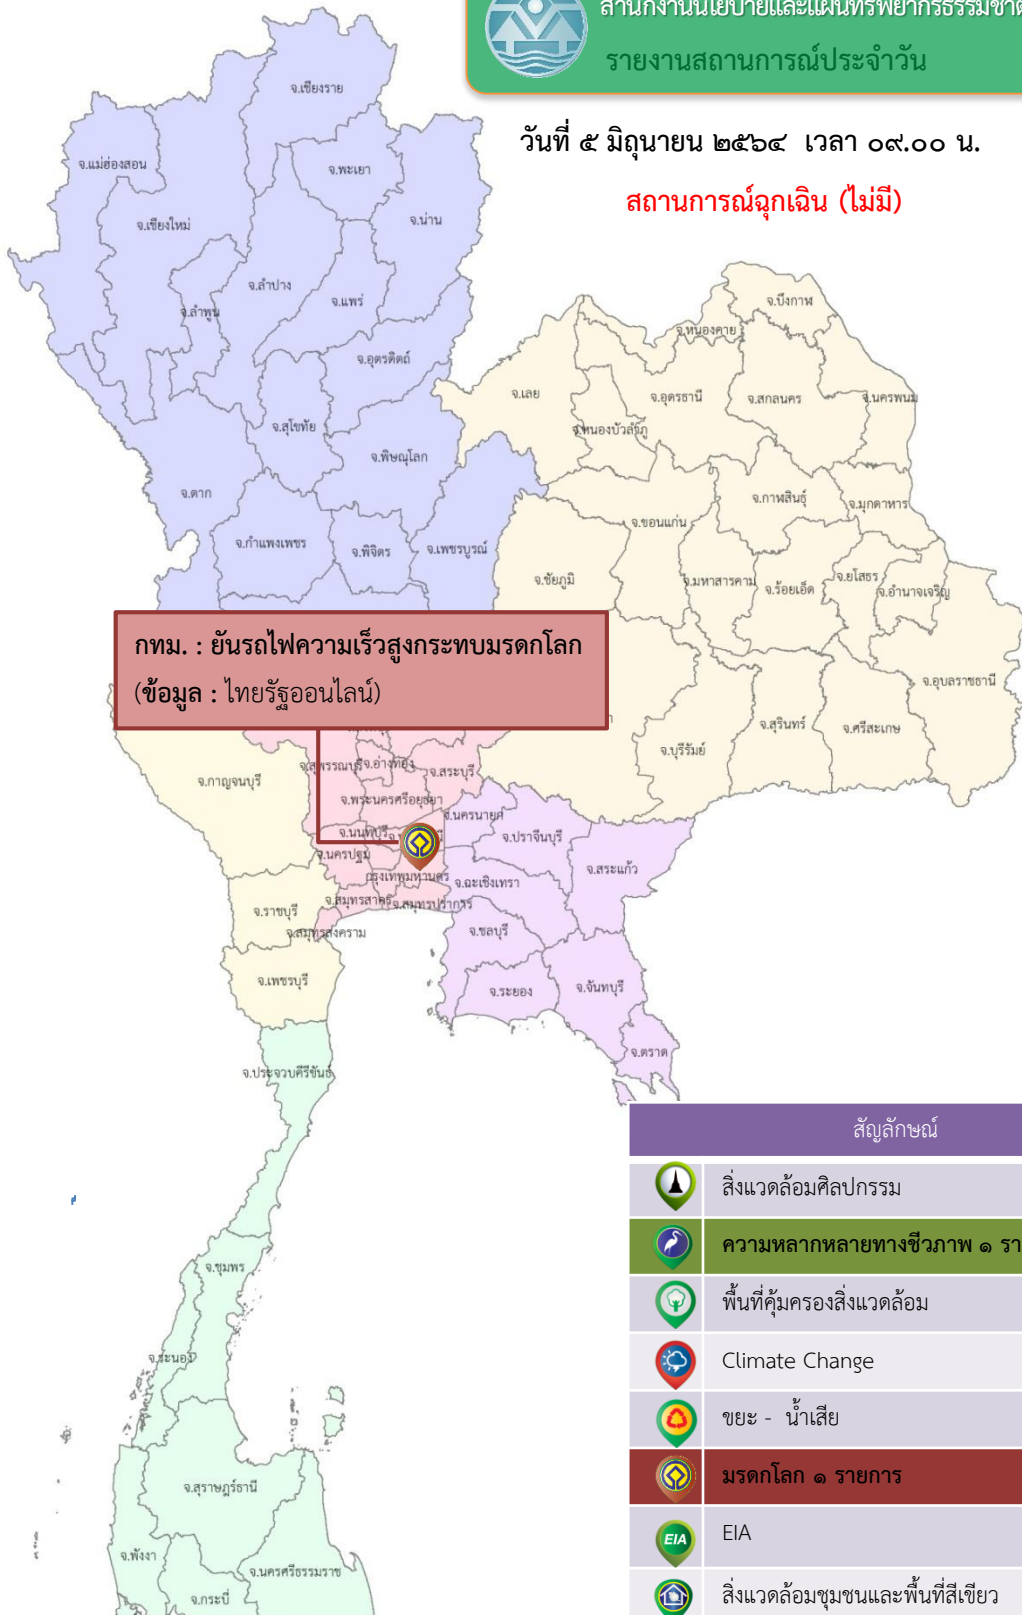 สำนักงานนโยบายและแผนทรัพยากรธรรมชาติ
รายงานสถานการณ์ประจำวัน
วันที่ ๕ มิถุนายน ๒๕๖๔ เวลา ๐๙.๐๐ น.
สถานการณ์ฉุกเฉิน (ไม่มี)
จ.เชียงราย
จ.แม่ฮ่องสอน
จ.พะเยา
จ.เชียงใหม่
จ.น่าน
จ.ลำปาง
จ.แพร่
จ.ลำพูน
จ.บึงกาฬ
จ.หนองคาย
จ.อุตรดิตถ์
จ.เลย
จ.อุดรธานี
จ.สกลนคร
จ.นครพนม
จ.สุโขทัย
จ.หนองบัวลำภู
จ.พิษณุโลก
จ.ตาก
จ.กาฬสินธุ์
จ.มุกดาหาร
จ.ขอนแก่น
จ.กำแพงเพชร
จ.พิจิตร
จ.เพชรบูรณ์
จ.ชัยภูมิ
จ.มหาสารคาม
จ.ร้อยเอ็ด
จ.ยโสธร
จ.อำนาจเจริญ
กทม. : ยันรถไฟความเร็วสูงกระทบมรดกโลก
(ข้อมูล : ไทยรัฐออนไลน์)
จ.อุบลราชธานี
จ.สุรินทร์
จ.ศรีสะเกษ
จ.บุรีรัมย์
จ.กาญจนบุรี
จ.สุพรรณบุรี
จ.อ่างทอง
จ.สระบุรี
จ.พระนครศรีอยุธยา
จ.นครนายก
จ.นนทบุรี
จ.ปราจีนบุรี
จ.นครปฐม
จ.สระแก้ว
กรุงเทพมหานคร
จ.ฉะเชิงเทรา
จ.สมุทรสาคร
จ.สมุทรปราการ
จ.ราชบุรี
จ.สมุทรสงคราม
จ.ชลบุรี
จ.เพชรบุรี
จ.ระยอง
จ.จันทบุรี
จ.ตราด
จ.ประจวบคีรีขันธ์
จ.ชุมพร
จ.ระนอง
จ.สุราษฎร์ธานี
จ.พังงา
จ.นครศรีธรรมราช
จ.กระบี่
สัญลักษณ์
สิ่งแวดล้อมศิลปกรรม
ความหลากหลายทางชีวภาพ ๑ รา
พื้นที่คุ้มครองสิ่งแวดล้อม
Climate Change
ขยะ - น้ำเสีย
มรดกโลก ๑ รายการ
EIA EIA
สิ่งแวดล้อมชุมชนและพื้นที่สีเขียว